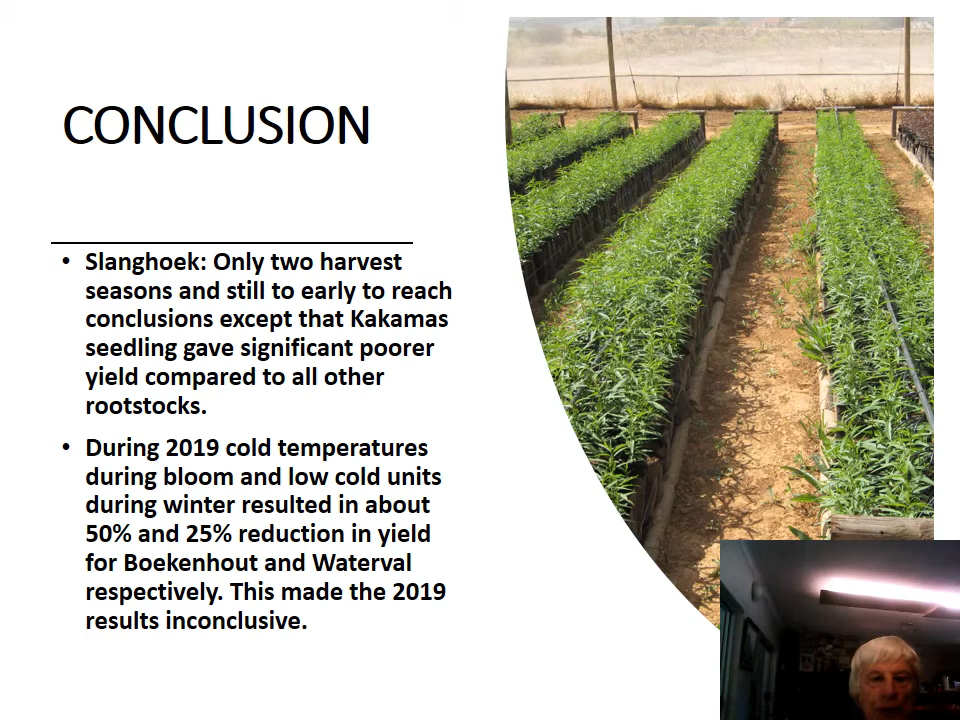 CONCLUSION
• Slanghoek: Only two harvest
seasons and still to early to reach
conclusions except that Kakamas
seedling gave significant poorer
yield compared to all other
rootstocks.
• During 2019 cold temperatures
during bloom and low cold units
during winter resulted in about
50% and 25% reduction in yield
for Boekenhout and Waterval
respectively. This made the 2019
results inconclusive.